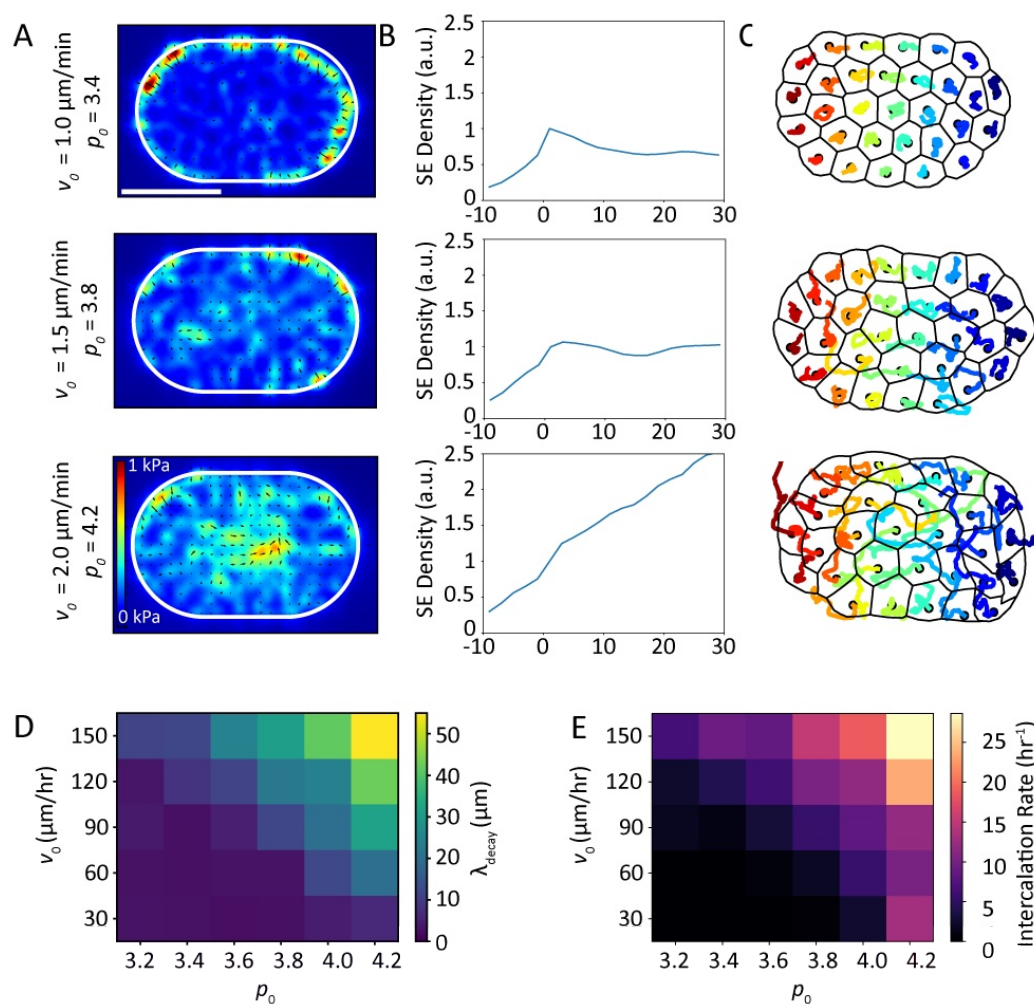 A
B
C
v₀ = 1.0 µm/min
p₀ = 3.4
SE Density (a.u.)
2.5
2
1.5
1
0.5
0
-10 0 10 20 30
v₀ = 1.5 µm/min
p₀ = 3.8
SE Density (a.u.)
2.5
2
1.5
1
0.5
0
-10 0 10 20 30
v₀ = 2.0 µm/min
p₀ = 4.2
1 kPa
0 kPa
SE Density (a.u.)
2.5
2
1.5
1
0.5
0
-10 0 10 20 30
D
v₀ (µm/hr)
150
120
90
60
30
3.2 3.4 3.6 3.8 4.0 4.2
p₀
50
40
30
20
10
0
λdecay (µm)
E
v₀ (µm/hr)
150
120
90
60
30
3.2 3.4 3.6 3.8 4.0 4.2
p₀
25
20
15
10
5
0
Intercalation Rate (hr⁻¹)